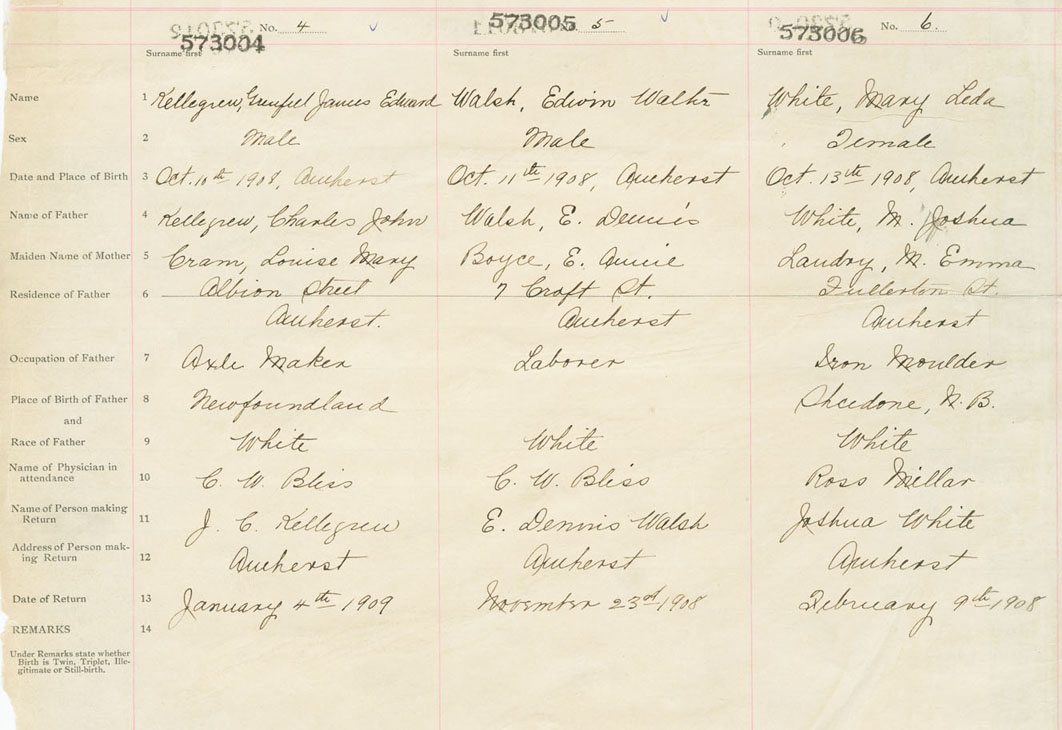 573004 No. 4
573005 No. 5
573006 No. 6.
Surname first Surname first Surname first
Name 1 Kellegrew, Grenfiel James Edward Walsh, Edwin Walter White, Mary Leda
Sex 2 Male Male Female
Date and Place of Birth 3 Oct. 10th 1908, Amherst Oct. 11th 1908, Amherst Oct. 13th 1908, Amherst
Name of Father 4 Kellegrew, Charles John Walsh, E. Dennis White, M. Joshua
Maiden Name of Mother 5 Cram, Louise Mary Boyce, E. Annie Landry, M. Emma
Residence of Father 6 Albion Street 7 Croft St. Fullerton St.
Amherst. Amherst Amherst
Occupation of Father 7 Axle Maker Laborer Iron Moulder
Place of Birth of Father 8 Newfoundland Shcedone, N.B.
and
Race of Father 9 White White White
Name of Physician in
attendance 10 C. W. Bliss C. W. Bliss Ross Millar
Name of Person making
Return 11 J. C. Kellegrew E. Dennis Walsh Joshua White
Address of Person mak-
ing Return 12 Amherst Amherst Amherst
Date of Return 13 January 4th 1909 November 23rd 1908 February 9th 1908
REMARKS 14
Under Remarks state whether
Birth is Twin, Triplet, Ille-
gitimate or Still-birth.